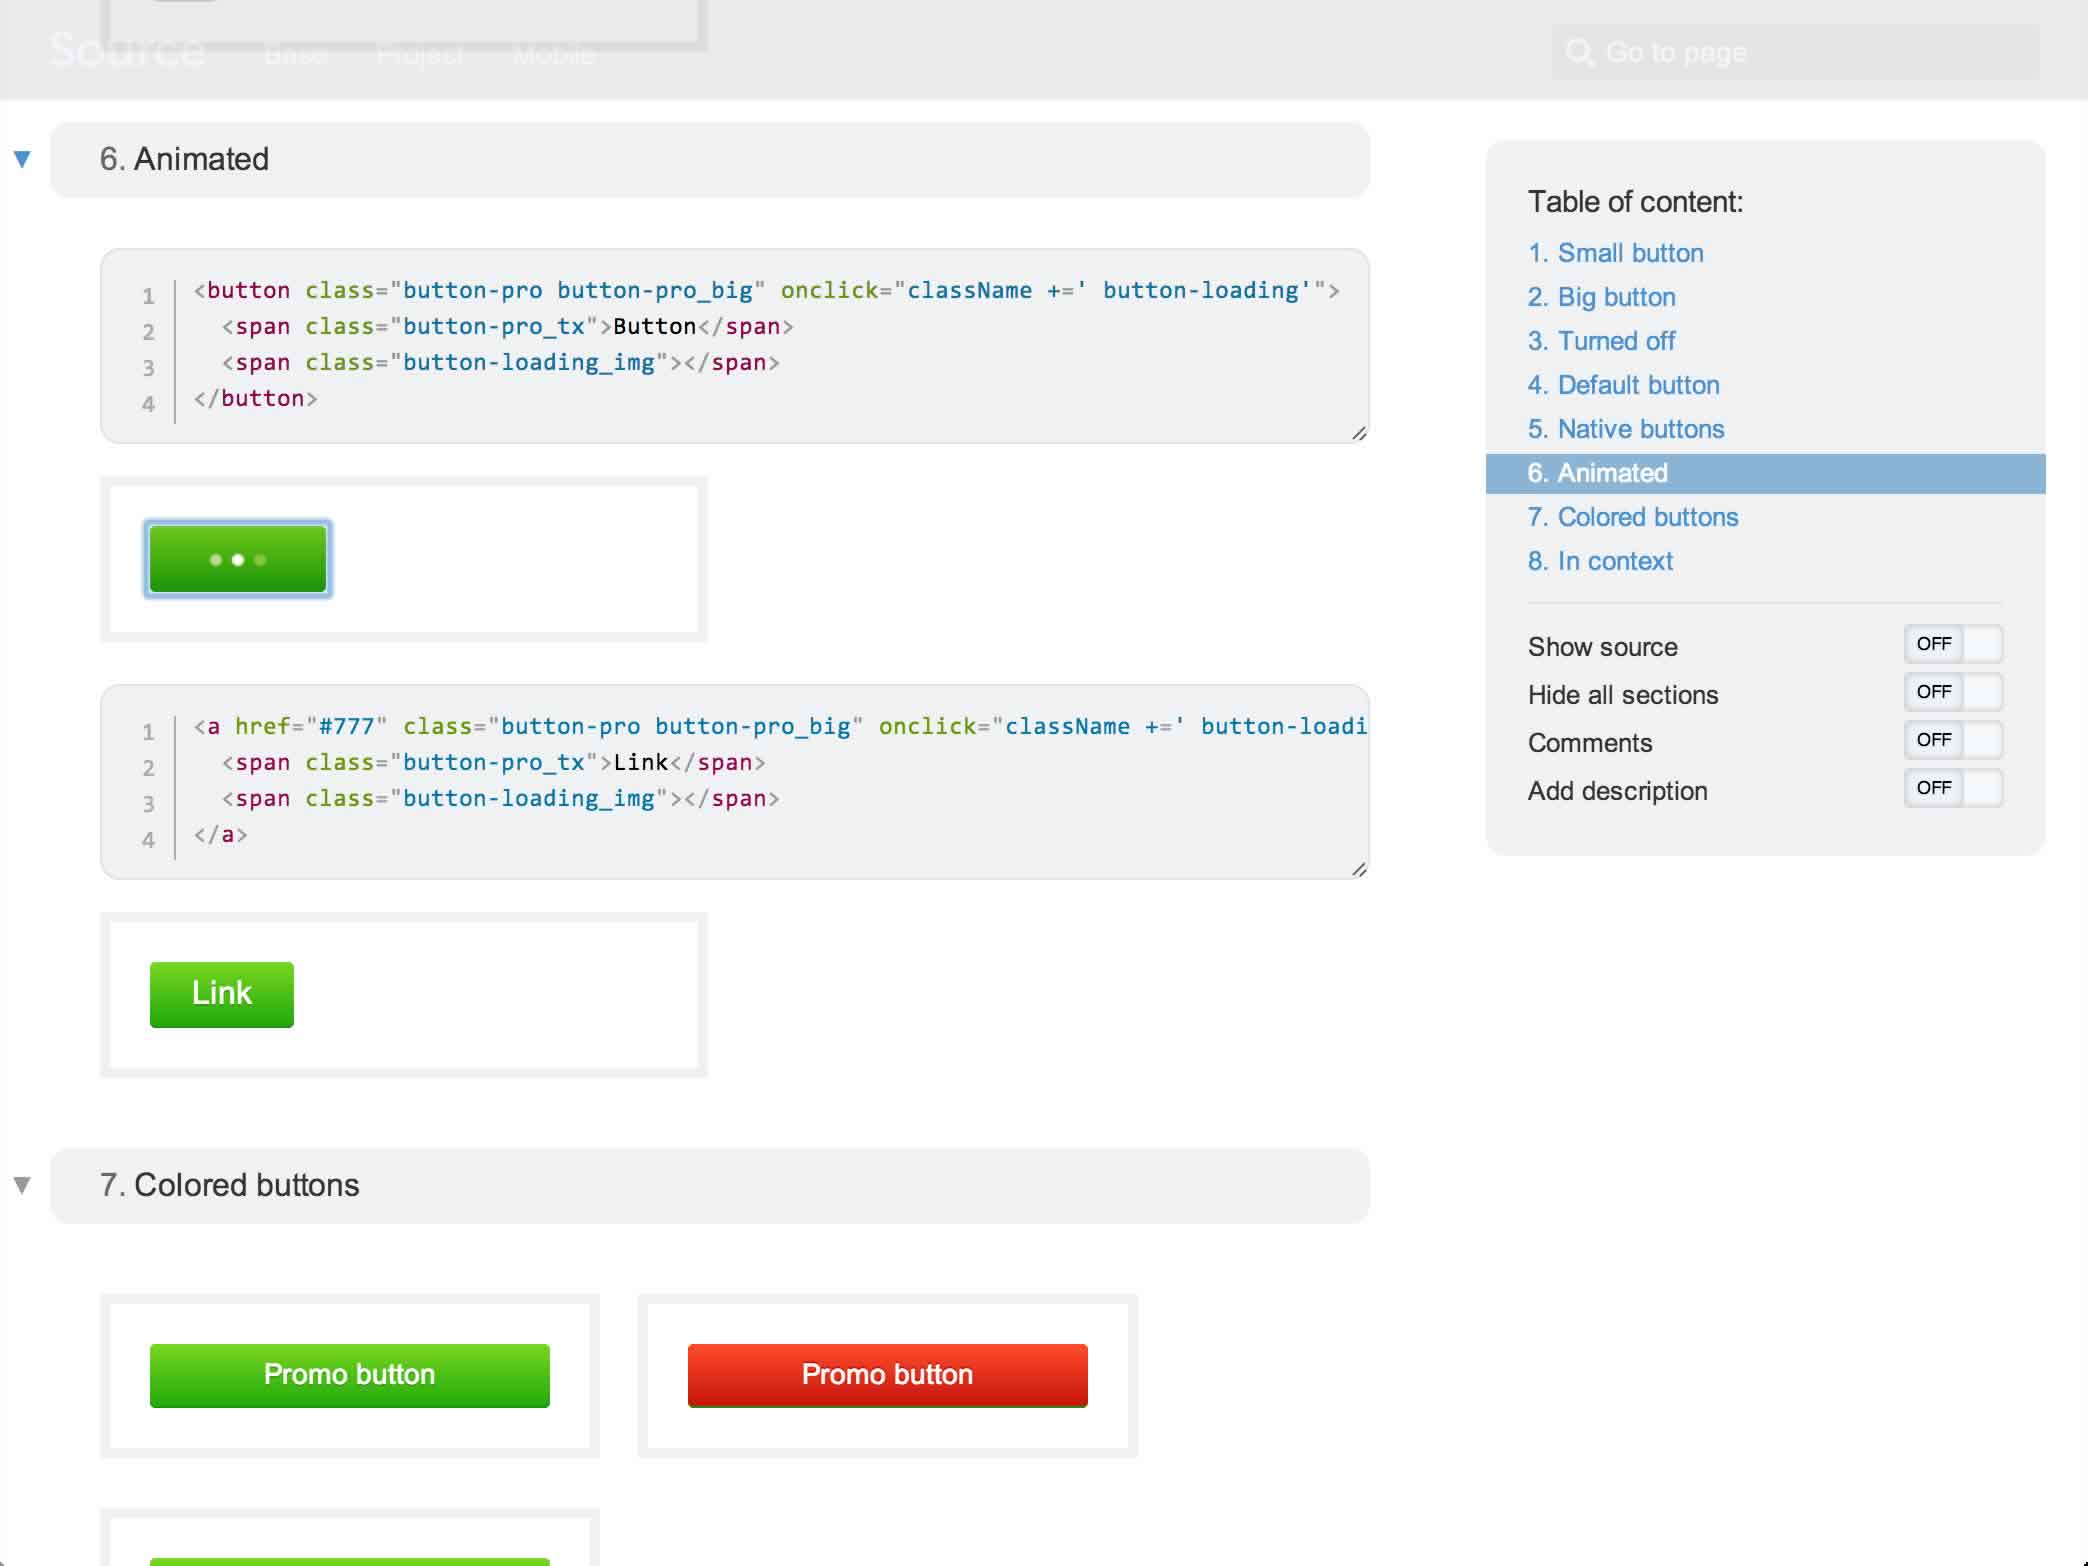 Source Base Project Mobile Go to page
6. Animated
1 <button class="button-pro button-pro_big" onclick="className +=' button-loading'">
2 <span class="button-pro_tx">Button</span>
3 <span class="button-loading_img"></span>
4 </button>
1 <a href="#777" class="button-pro button-pro_big" onclick="className +=' button-loadi
2 <span class="button-pro_tx">Link</span>
3 <span class="button-loading_img"></span>
4 </a>
Link
7. Colored buttons
Promo button
Promo button
Table of content:
1. Small button
2. Big button
3. Turned off
4. Default button
5. Native buttons
6. Animated
7. Colored buttons
8. In context
Show source OFF
Hide all sections OFF
Comments OFF
Add description OFF